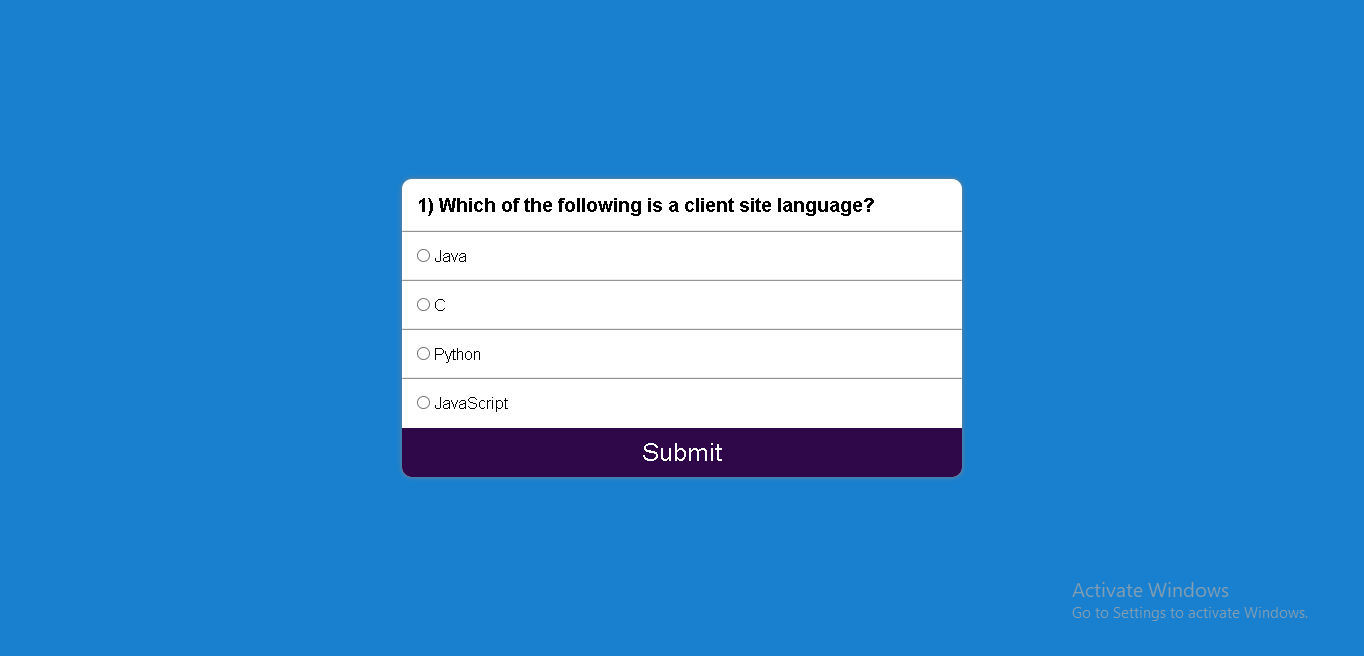 1) Which of the following is a client site language?
Java
C
Python
JavaScript
Submit
Activate Windows
Go to Settings to activate Windows.